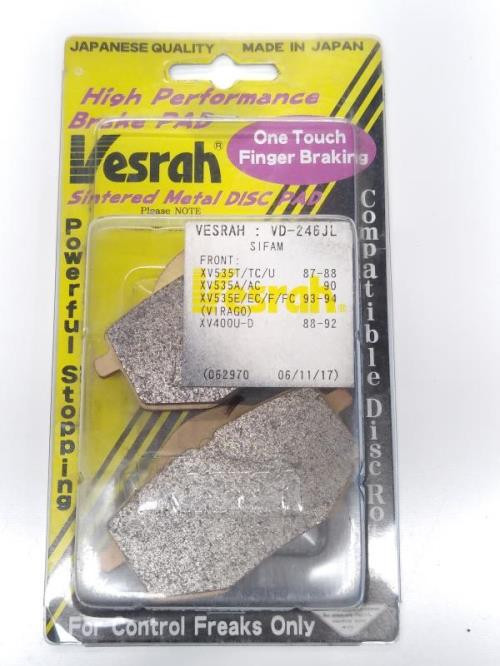 JAPANESE QUALITY MADE IN JAPAN
High Performance
Brake PAD
Vesrah®
One Touch
Finger Braking
Sintered Metal DISC PAD
Please NOTE
VESRAH : VD-246JL
SIFAM
FRONT:
XV535T/TC/U 87-88
XV535A/AC 90
XV535E/EC/F/FC 93-94
(VIRAGO)
XV400U-D 88-92
(062970 06/11/17)
Vesrah®
Powerful Stopping
Compatible Disc Ro
For Control Freaks Only